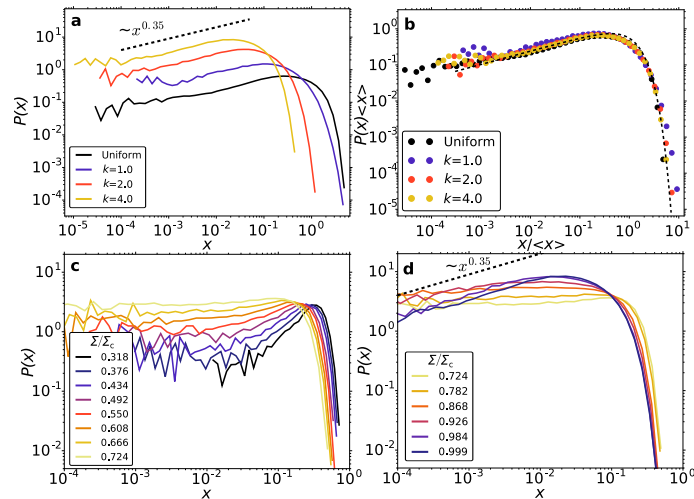 a
~x^0.35
P(x)
10^2
10^1
10^0
10^-1
10^-2
10^-3
10^-4
Uniform
k=1.0
k=2.0
k=4.0
10^-5 10^-4 10^-3 10^-2 10^-1 10^0
x
b
P(x)<x>
10^1
10^0
10^-1
10^-2
10^-3
10^-4
10^-5
Uniform
k=1.0
k=2.0
k=4.0
10^-4 10^-3 10^-2 10^-1 10^0 10^1
x/<x>
c
P(x)
10^1
10^0
10^-1
10^-2
Σ/Σc
0.318
0.376
0.434
0.492
0.550
0.608
0.666
0.724
10^-4 10^-3 10^-2 10^-1 10^0
x
d
~x^0.35
P(x)
10^1
10^0
10^-1
10^-2
Σ/Σc
0.724
0.782
0.868
0.926
0.984
0.999
10^-4 10^-3 10^-2 10^-1 10^0
x